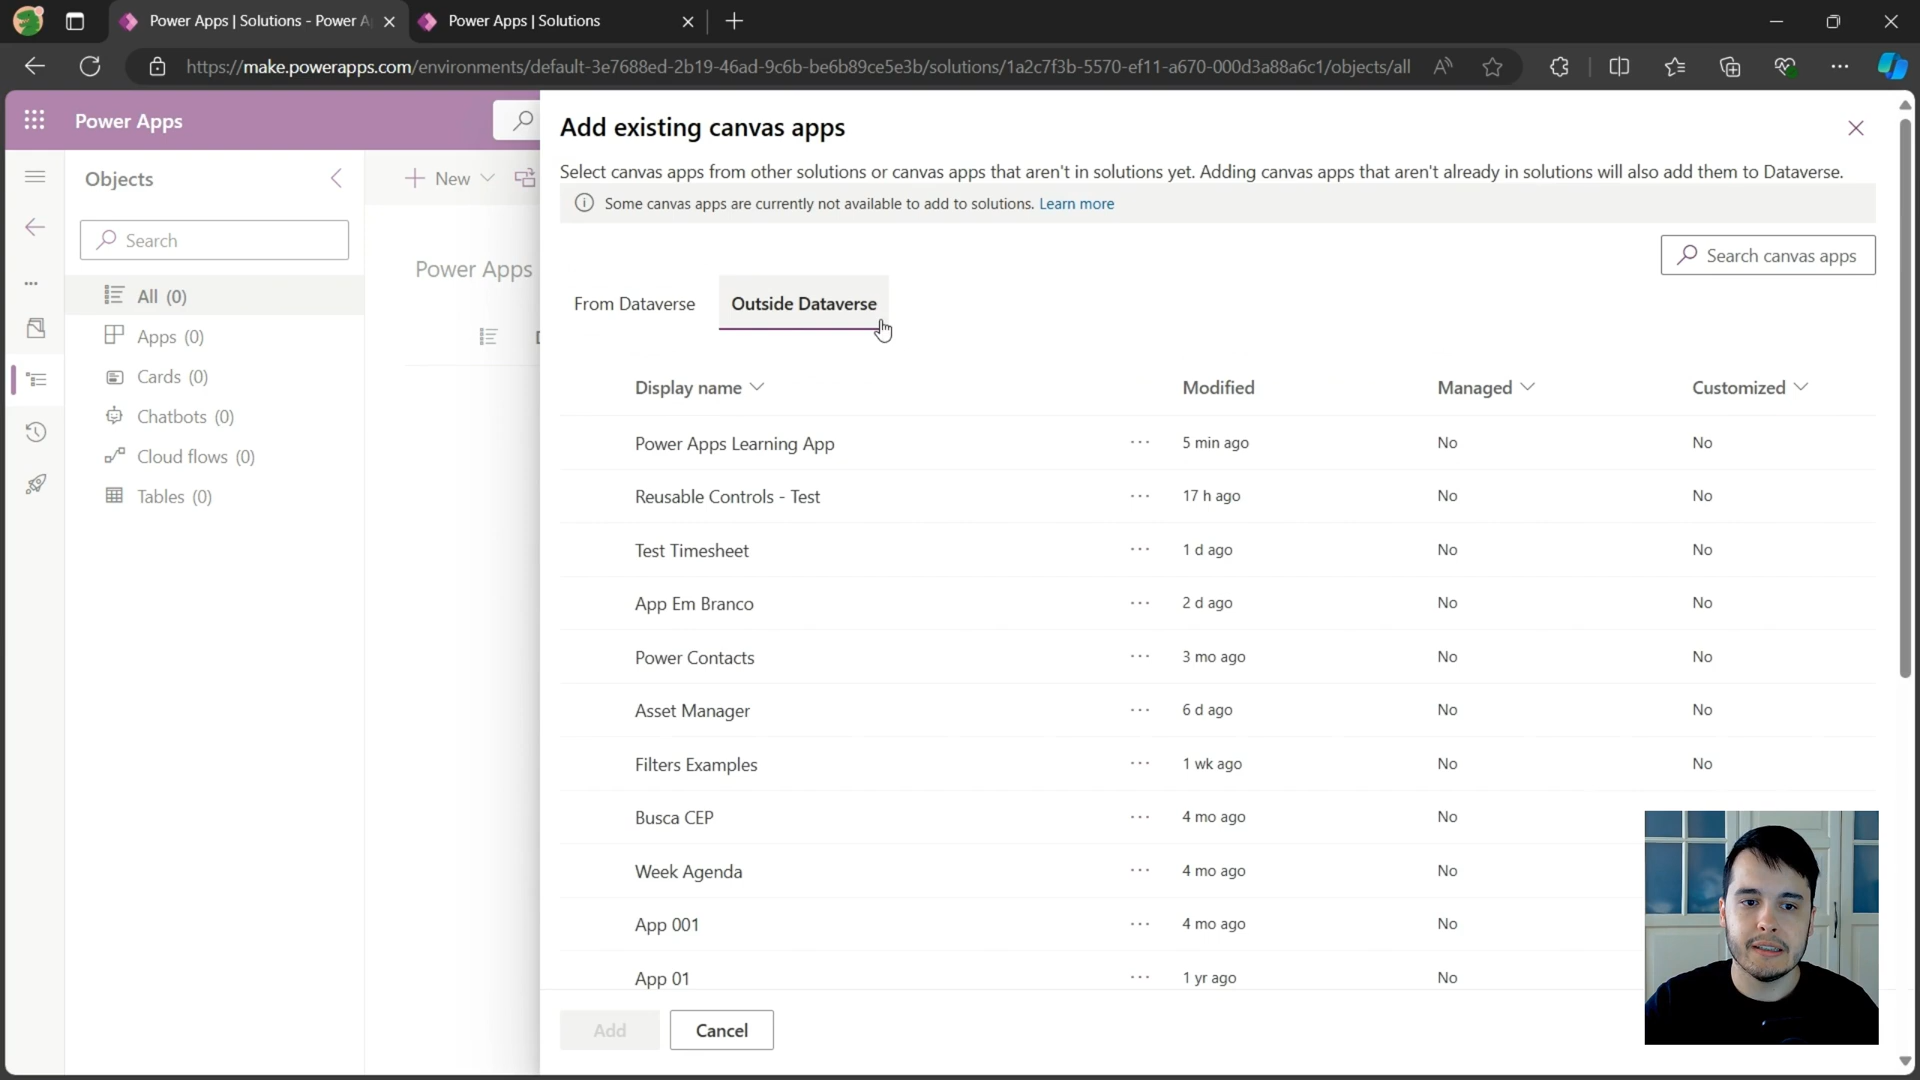 Power Apps | Solutions - Power A
Power Apps | Solutions
https://make.powerapps.com/environments/default-3e7688ed-2b19-46ad-9c6b-be6b89ce5e3b/solutions/1a2c7f3b-5570-ef11-a670-000d3a88a6c1/objects/all
Power Apps
Objects
Search
All (0)
Apps (0)
Cards (0)
Chatbots (0)
Cloud flows (0)
Tables (0)
New
Power Apps
Add existing canvas apps
Select canvas apps from other solutions or canvas apps that aren't in solutions yet. Adding canvas apps that aren't already in solutions will also add them to Dataverse.
Some canvas apps are currently not available to add to solutions. Learn more
Search canvas apps
From Dataverse Outside Dataverse
Display name Modified Managed Customized
Power Apps Learning App ··· 5 min ago No No
Reusable Controls - Test ··· 17 h ago No No
Test Timesheet ··· 1 d ago No No
App Em Branco ··· 2 d ago No No
Power Contacts ··· 3 mo ago No No
Asset Manager ··· 6 d ago No No
Filters Examples ··· 1 wk ago No No
Busca CEP ··· 4 mo ago No
Week Agenda ··· 4 mo ago No
App 001 ··· 4 mo ago No
App 01 ··· 1 yr ago No
Add Cancel